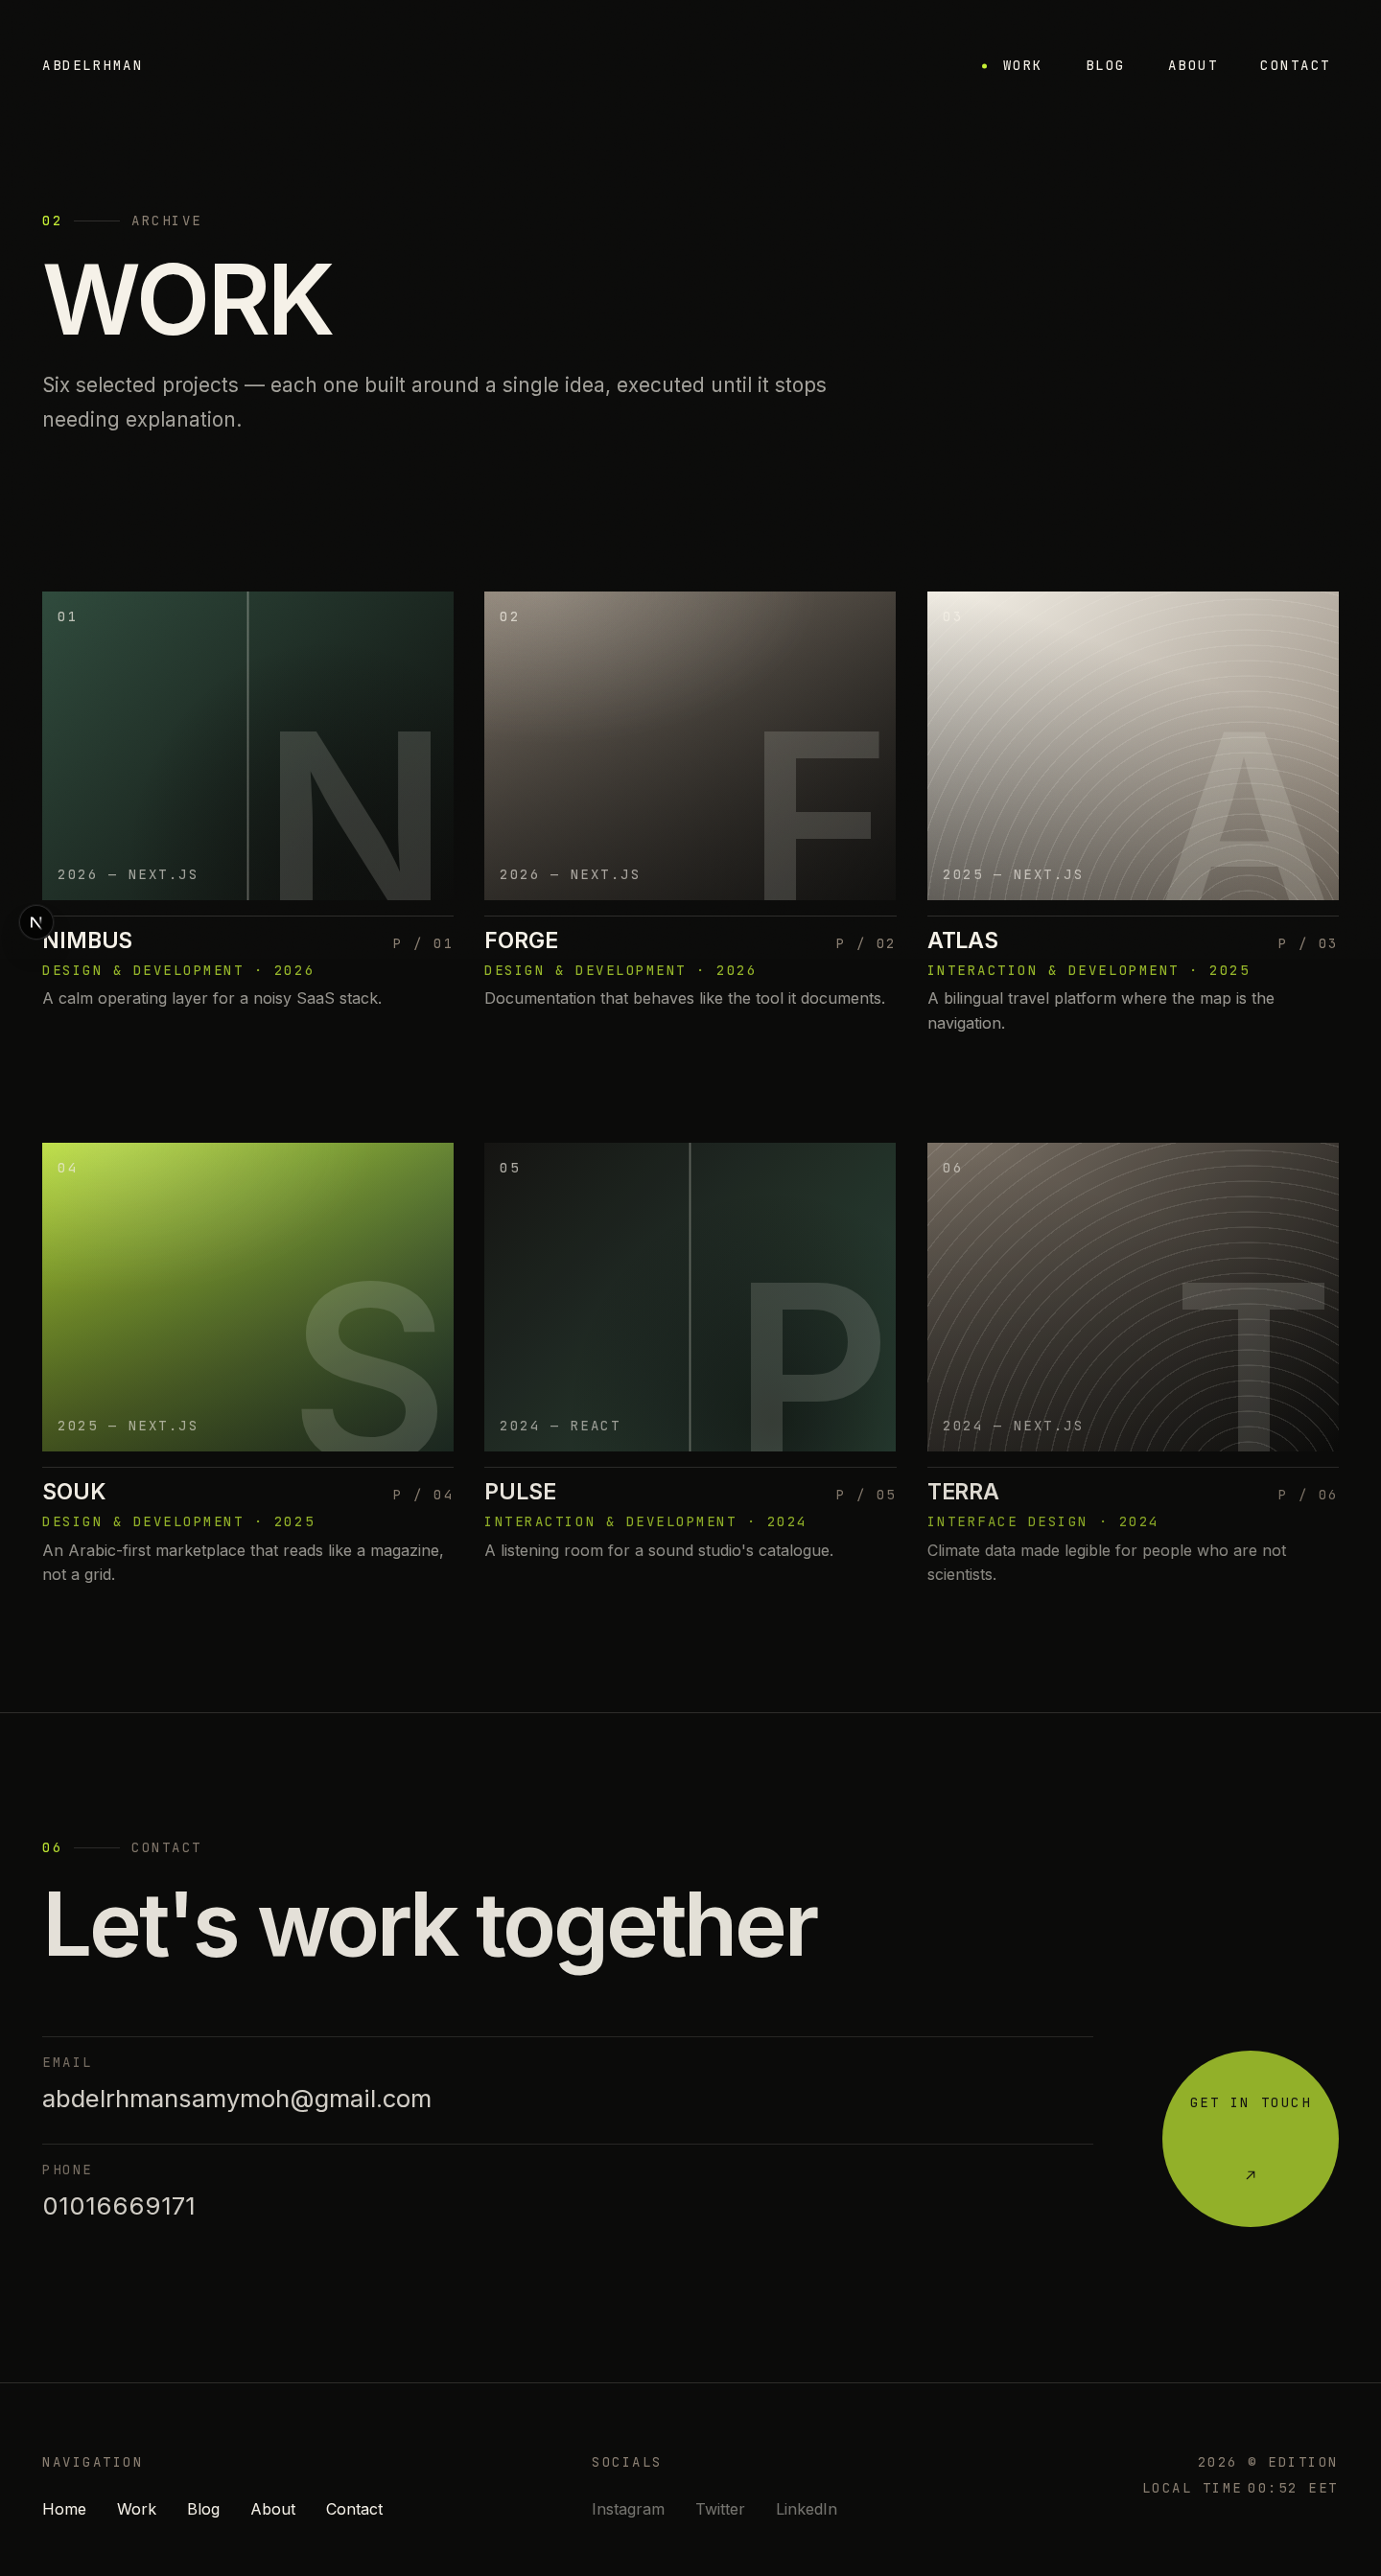 ABDELRHMAN
WORK BLOG ABOUT CONTACT
02 ARCHIVE
WORK
Six selected projects — each one built around a single idea, executed until it stops
needing explanation.
01
N
2026 — NEXT.JS
NIMBUS
P / 01
DESIGN & DEVELOPMENT · 2026
A calm operating layer for a noisy SaaS stack.
02
F
2026 — NEXT.JS
FORGE
P / 02
DESIGN & DEVELOPMENT · 2026
Documentation that behaves like the tool it documents.
03
A
2025 — NEXT.JS
ATLAS
P / 03
INTERACTION & DEVELOPMENT · 2025
A bilingual travel platform where the map is the
navigation.
N
04
S
2025 — NEXT.JS
SOUK
P / 04
DESIGN & DEVELOPMENT · 2025
An Arabic-first marketplace that reads like a magazine,
not a grid.
05
P
2024 — REACT
PULSE
P / 05
INTERACTION & DEVELOPMENT · 2024
A listening room for a sound studio's catalogue.
06
T
2024 — NEXT.JS
TERRA
P / 06
INTERFACE DESIGN · 2024
Climate data made legible for people who are not
scientists.
06 CONTACT
Let's work together
EMAIL
abdelrhmansamymoh@gmail.com
PHONE
01016669171
GET IN TOUCH
↗
NAVIGATION
Home Work Blog About Contact
SOCIALS
Instagram Twitter LinkedIn
2026 © EDITION
LOCAL TIME 00:52 EET